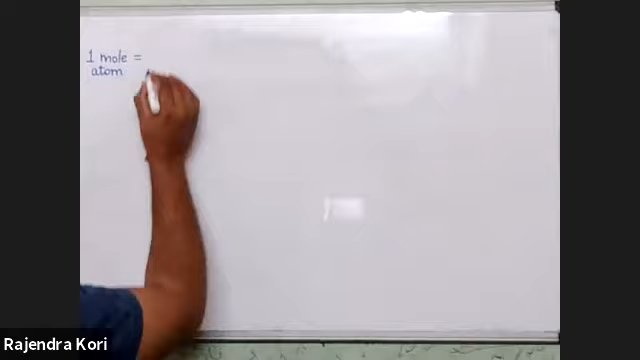 1 mole =
atom
Rajendra Kori